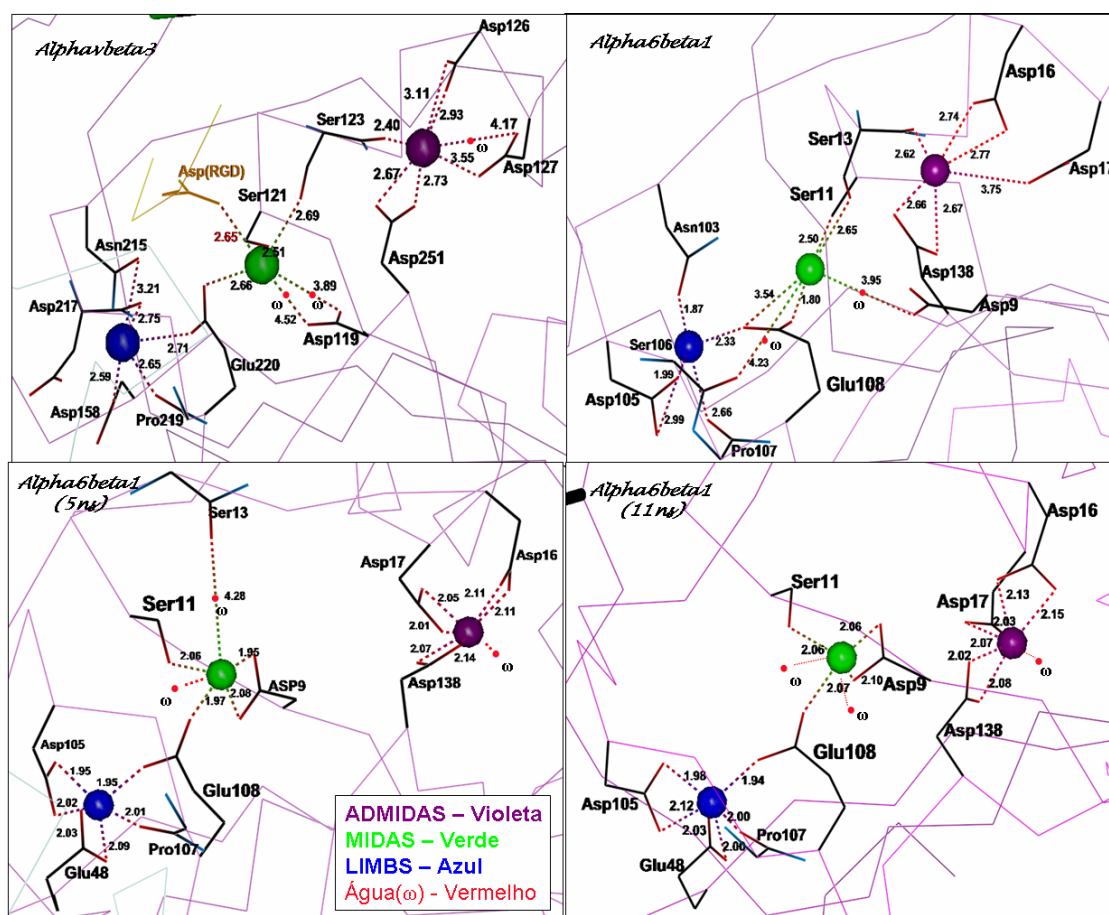 Alphavbeta3
Asp126
3.11
2.93
Ser123
2.40
4.17
ω
3.55
Asp127
2.67
2.73
Asp(RGD)
Ser121
2.69
2.65
2.51
Asp251
Asn215
2.66
3.89
ω
ω
Asp217
3.21
4.52
2.75
Asp119
2.71
2.65
Glu220
2.59
Asp158
Pro219
Alpha6beta1
Asp16
2.74
Ser13
2.77
2.62
Asp17
3.75
Ser11
2.66
2.67
Asn103
2.50
2.65
Asp138
3.95
3.54
1.80
ω
Asp9
1.87
Ser106
2.33
ω
4.23
1.99
Glu108
Asp105
2.99
2.66
Pro107
Alpha6beta1
(5ns)
Ser13
Asp17
Asp16
4.28
ω
2.05
2.11
2.11
Ser11
2.01
2.06
1.95
2.07
2.14
ω
Asp138
ω
2.08
ASP9
1.97
Asp105
1.95
1.95
Glu108
2.02
2.01
2.03
2.09
Pro107
Glu48
ADMIDAS – Violeta
MIDAS – Verde
LIMBS – Azul
Água(ω) - Vermelho
Alpha6beta1
(11ns)
Asp16
Ser11
2.13
Asp17
2.15
2.06
2.03
2.06
2.07
2.02
ω
ω
2.10
Asp9
2.07
2.08
ω
Asp138
Glu108
1.98
1.94
Asp105
2.12
2.00
2.03
Pro107
2.00
Glu48